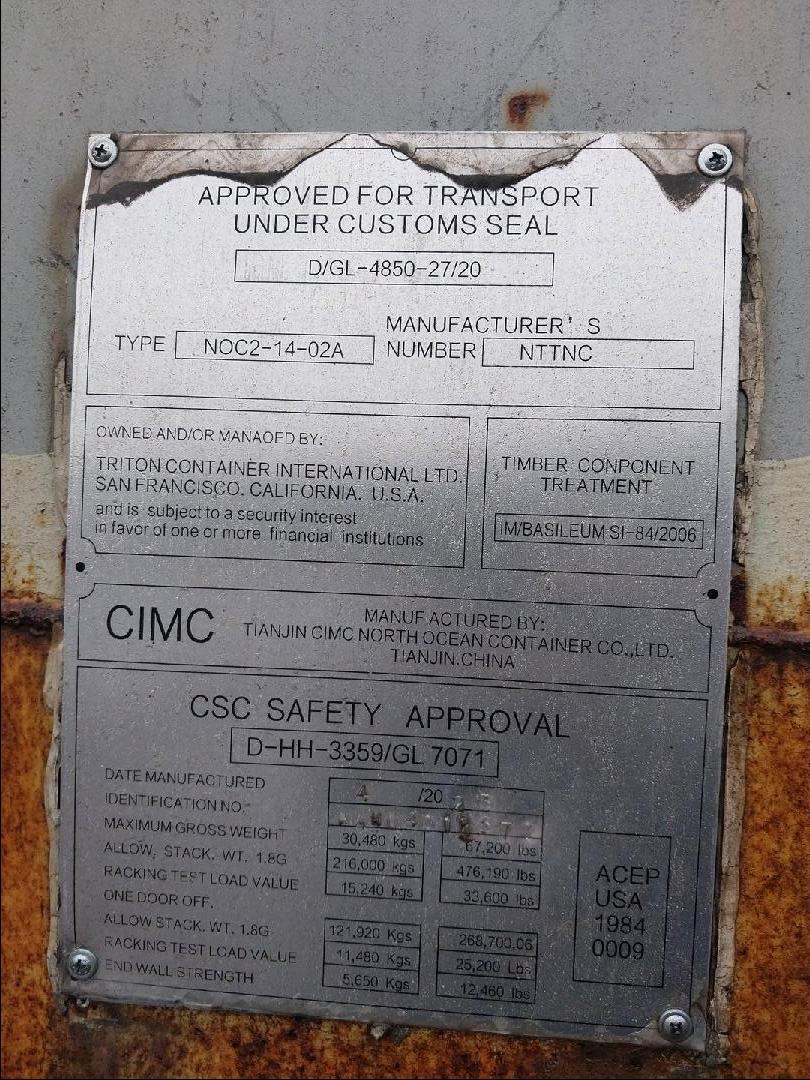 APPROVED FOR TRANSPORT
UNDER CUSTOMS SEAL
D/GL-4850-27/20
TYPE NOC2-14-02A
MANUFACTURER'S
NUMBER NTTNC
OWNED AND/OR MANAOFD BY:
TRITON CONTAINER INTERNATIONAL LTD.
SAN FRANCISCO. CALIFORNIA. U.S.A.
and is subject to a security interest
in favor of one or more financial institutions
TIMBER CONPONENT
TREATMENT
IM/BASILEUM SI-84/2006
CIMC
MANUFACTURED BY:
TIANJIN CIMC NORTH OCEAN CONTAINER CO.,LTD.
TIANJIN.CHINA
CSC SAFETY APPROVAL
D-HH-3359/GL 7071
DATE MANUFACTURED 4 /20
IDENTIFICATION NO.
MAXIMUM GROSS WEIGHT 30,480 kgs 67,200 lbs
ALLOW, STACK. WT. 1.8G 216,000 kgs 476,190 lbs
RACKING TEST LOAD VALUE 15,240 kgs 33,600 lbs
ONE DOOR OFF.
ALLOW STACK. WT. 1.8G 121,920 Kgs 268,700.06
RACKING TEST LOAD VALUE 11,480 Kgs 25,200 Lbs
END WALL STRENGTH 5,650 Kgs 12,460 lbs
ACEP
USA
1984
0009